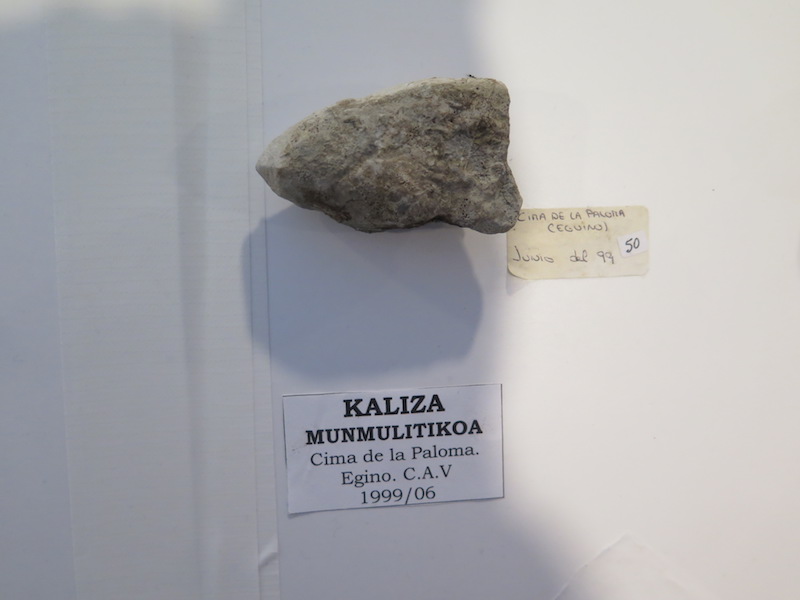 CIMA DE LA PALOMA
(EGUINO)
50
Junio del 99
KALIZA
MUNMULITIKOA
Cima de la Paloma.
Egino. C.A.V
1999/06